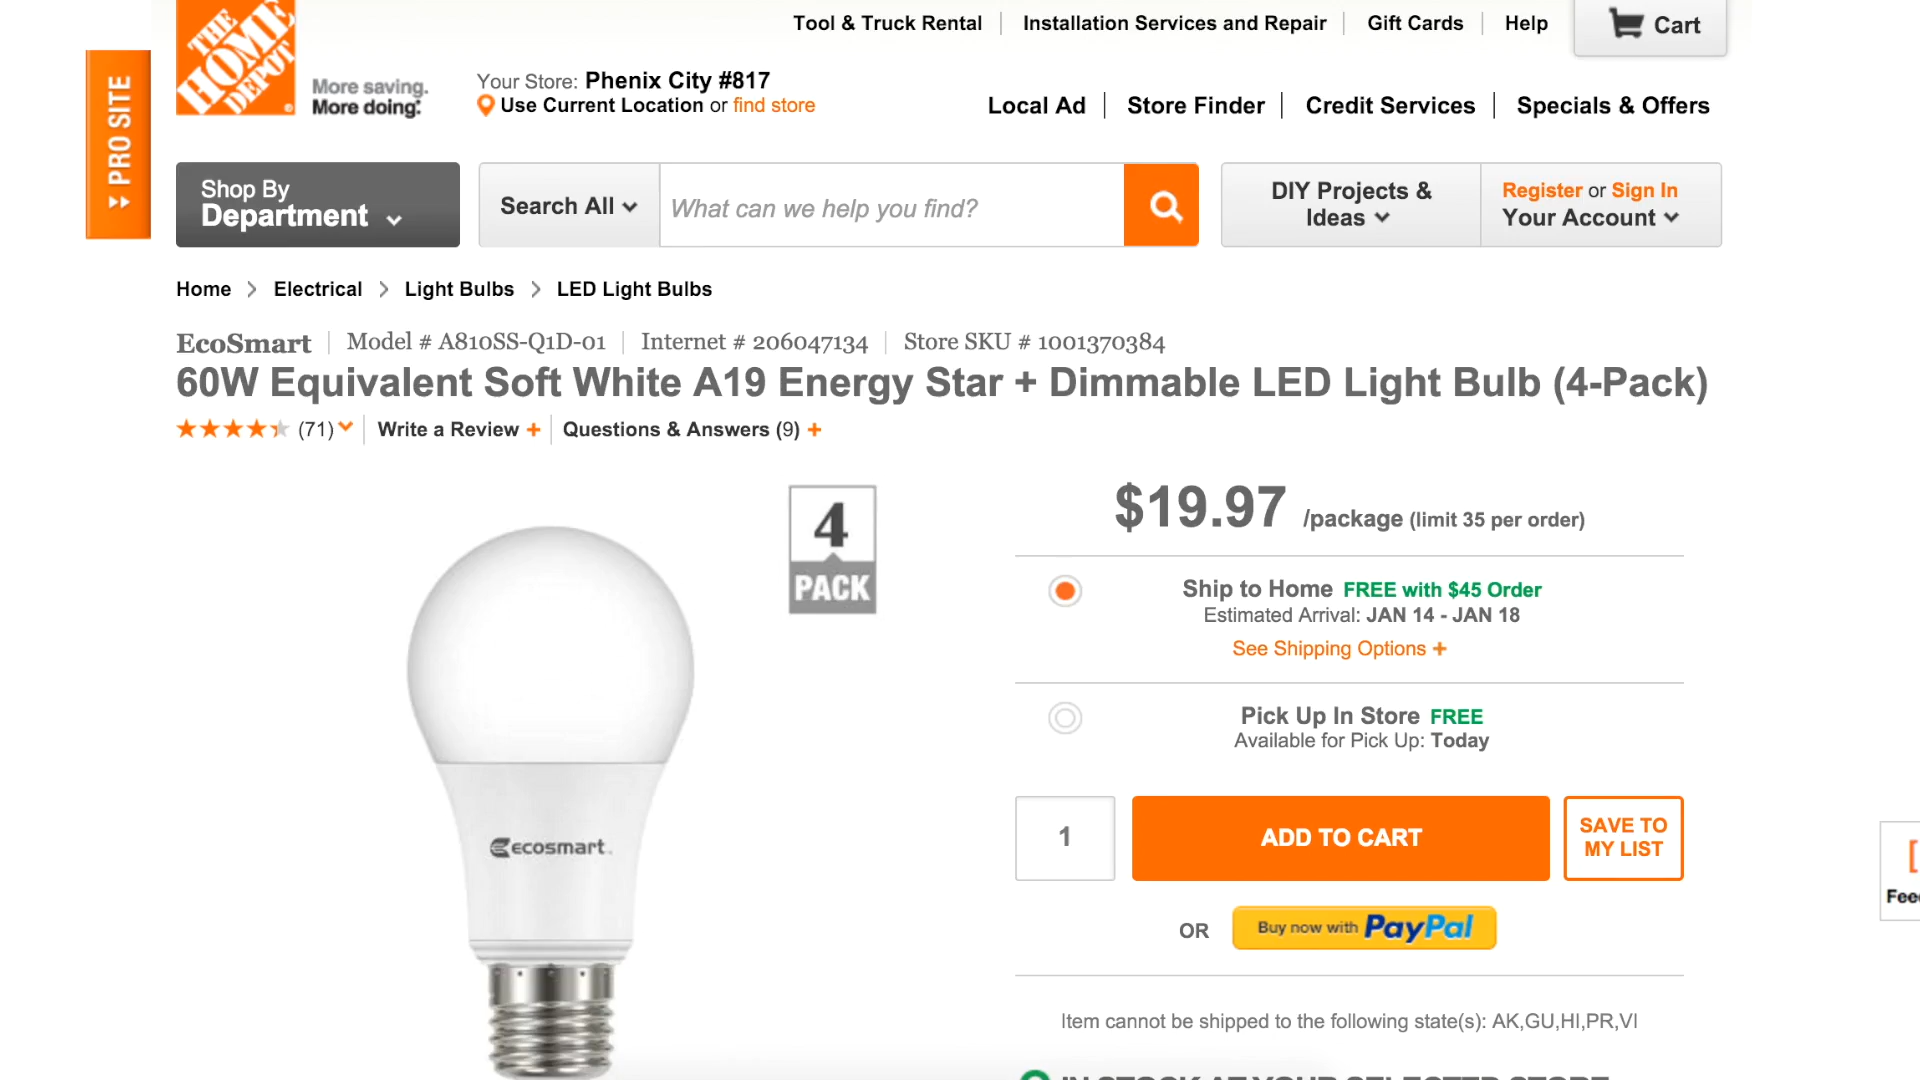 Tool & Truck Rental
Installation Services and Repair
Gift Cards
Help
Cart
THE HOME DEPOT
More saving.
More doing.
Your Store: Phenix City #817
Use Current Location or find store
PRO SITE
Local Ad
Store Finder
Credit Services
Specials & Offers
Shop By
Department
Search All
What can we help you find?
DIY Projects &
Ideas
Register or Sign In
Your Account
Home > Electrical > Light Bulbs > LED Light Bulbs
EcoSmart | Model # A810SS-Q1D-01 | Internet # 206047134 | Store SKU # 1001370384
60W Equivalent Soft White A19 Energy Star + Dimmable LED Light Bulb (4-Pack)
(71) Write a Review + Questions & Answers (9) +
4
PACK
ecosmart
$19.97 /package (limit 35 per order)
Ship to Home FREE with $45 Order
Estimated Arrival: JAN 14 - JAN 18
See Shipping Options +
Pick Up In Store FREE
Available for Pick Up: Today
1
ADD TO CART
SAVE TO
MY LIST
OR
Buy now with PayPal
Item cannot be shipped to the following state(s): AK,GU,HI,PR,VI
IN STOCK AT YOUR SELECTED STORE